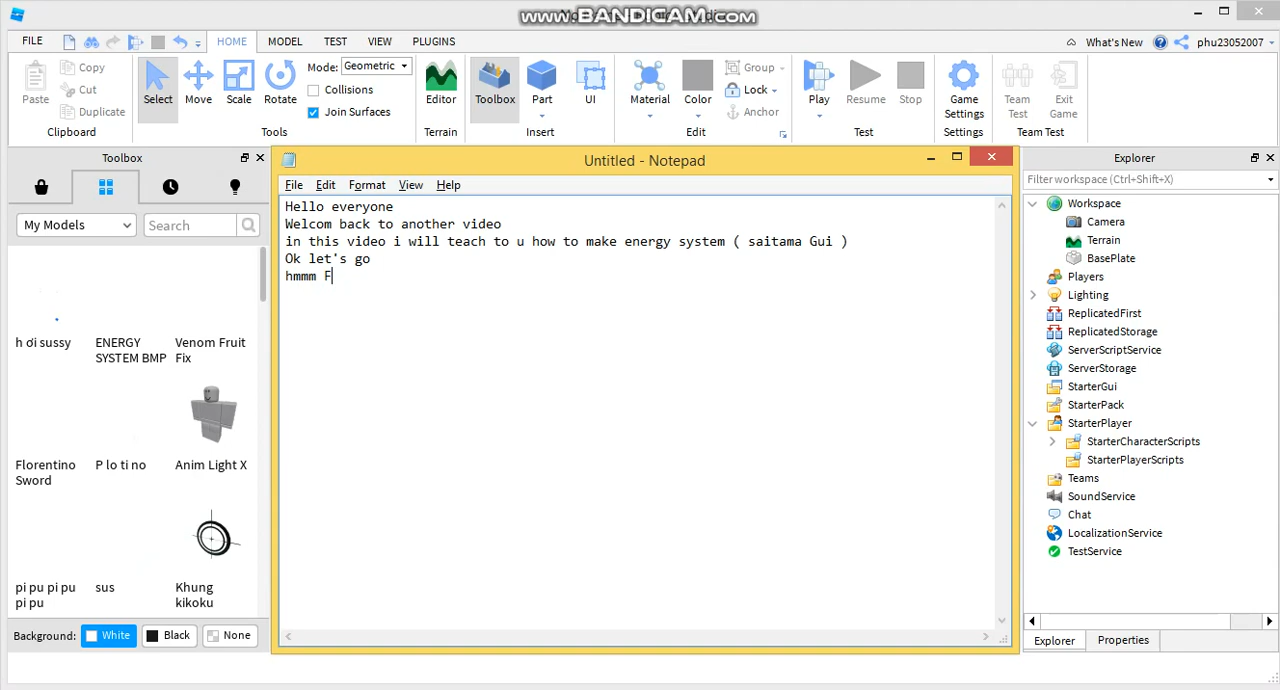 www.BANDICAM.com
FILE HOME MODEL TEST VIEW PLUGINS What's New phu23052007
Paste Copy Cut Duplicate Select Move Scale Rotate Mode: Geometric Collisions Join Surfaces Editor Toolbox Part UI Material Color Group Lock Anchor Play Resume Stop Game Settings Team Test Exit Game
Clipboard Tools Terrain Insert Edit Test Settings Team Test
Toolbox
My Models Search
h ơi sussy
ENERGY SYSTEM BMP
Venom Fruit Fix
Florentino Sword
P lo ti no
Anim Light X
pi pu pi pu pi pu
sus
Khung kikoku
Background: White Black None
Untitled - Notepad
File Edit Format View Help
Hello everyone
Welcom back to another video
in this video i will teach to u how to make energy system ( saitama Gui )
Ok let's go
hmmm F
Explorer
Filter workspace (Ctrl+Shift+X)
Workspace
Camera
Terrain
BasePlate
Players
Lighting
ReplicatedFirst
ReplicatedStorage
ServerScriptService
ServerStorage
StarterGui
StarterPack
StarterPlayer
StarterCharacterScripts
StarterPlayerScripts
Teams
SoundService
Chat
LocalizationService
TestService
Explorer Properties